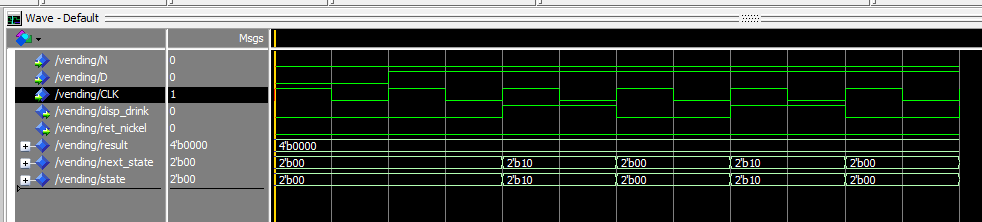 Wave - Default
Msgs
/vending/N 0
/vending/D 0
/vending/CLK 1
/vending/disp_drink 0
/vending/ret_nickel 0
/vending/result 4'b0000 4'b0000
/vending/next_state 2'b00 2'b00 2'b10 2'b00 2'b10 2'b00
/vending/state 2'b00 2'b00 2'b10 2'b00 2'b10 2'b00